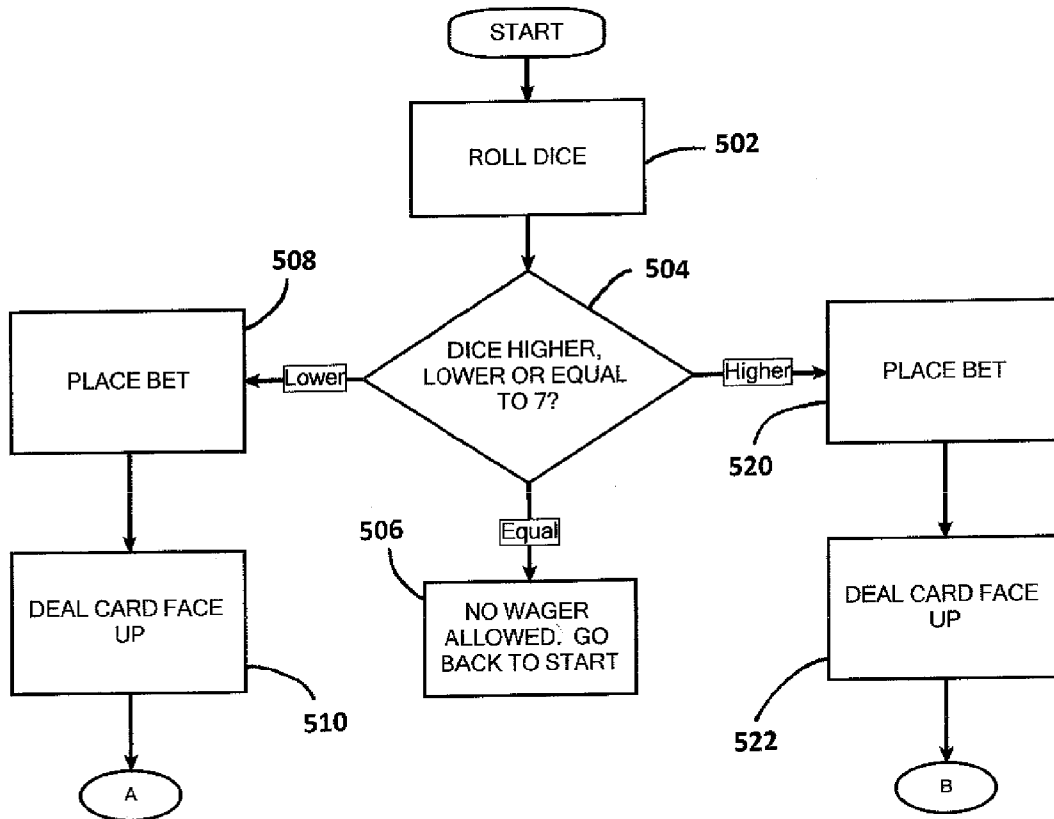 START
ROLL DICE
502
508
504
DICE HIGHER,
LOWER OR EQUAL
TO 7?
PLACE BET
Lower
Higher
PLACE BET
520
506
Equal
DEAL CARD FACE
UP
NO WAGER
ALLOWED. GO
BACK TO START
DEAL CARD FACE
UP
510
522
A
B